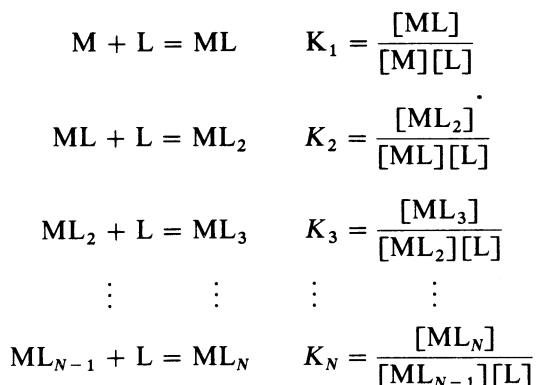 M + L = ML K₁ = [ML] / [M][L]
ML + L = ML₂ K₂ = [ML₂] / [ML][L]
ML₂ + L = ML₃ K₃ = [ML₃] / [ML₂][L]
⋮ ⋮ ⋮ ⋮
ML_{N−1} + L = ML_N K_N = [ML_N] / [ML_{N−1}][L]